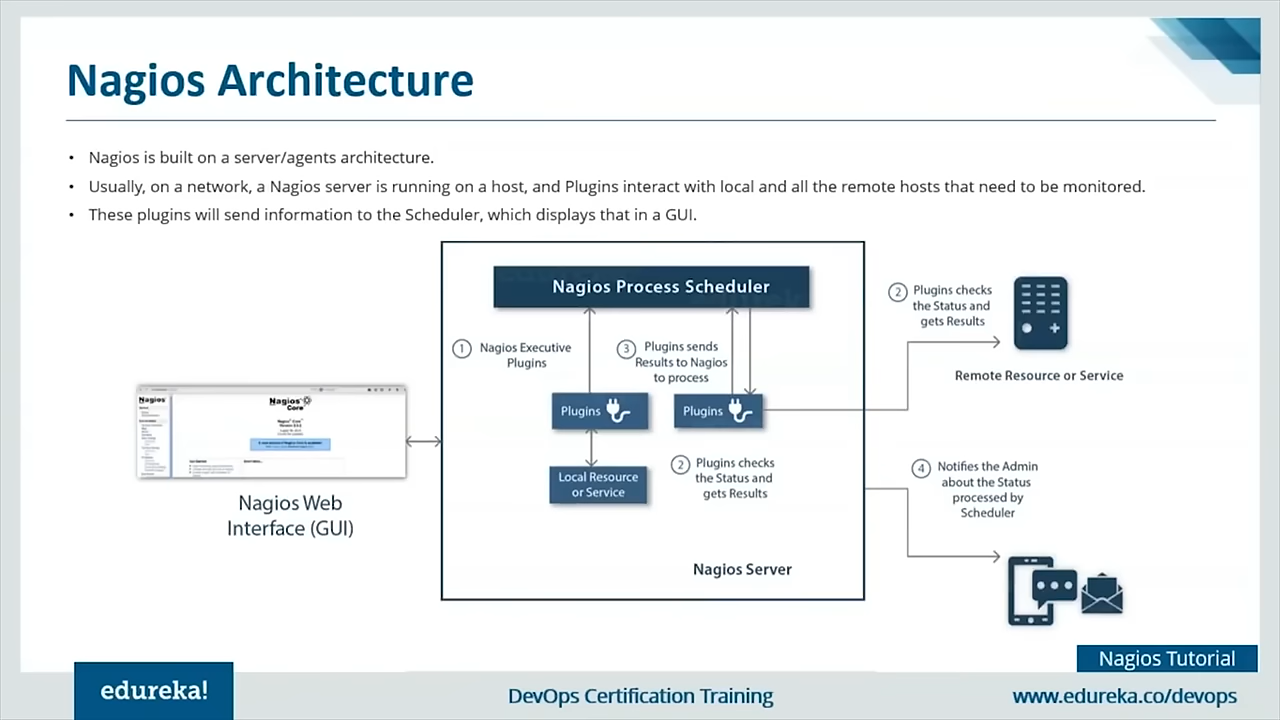 Nagios Architecture
• Nagios is built on a server/agents architecture.
• Usually, on a network, a Nagios server is running on a host, and Plugins interact with local and all the remote hosts that need to be monitored.
• These plugins will send information to the Scheduler, which displays that in a GUI.
Nagios Process Scheduler
1 Nagios Executive
Plugins
3 Plugins sends
Results to Nagios
to process
2 Plugins checks
the Status and
gets Results
Remote Resource or Service
Nagios
Nagios
Core
Plugins
Plugins
Local Resource
or Service
2 Plugins checks
the Status and
gets Results
4 Notifies the Admin
about the Status
processed by
Scheduler
Nagios Web
Interface (GUI)
Nagios Server
Nagios Tutorial
edureka!
DevOps Certification Training
www.edureka.co/devops